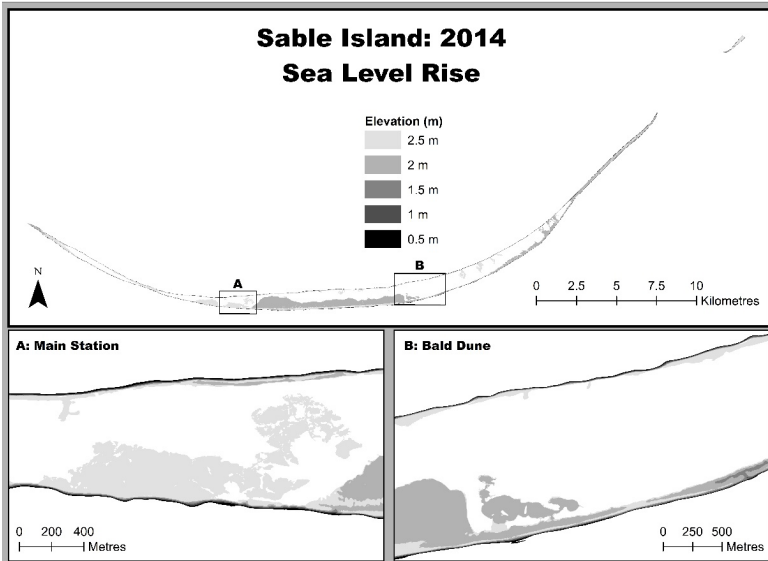 Sable Island: 2014
Sea Level Rise
Elevation (m)
2.5 m
2 m
1.5 m
1 m
0.5 m
N
A
B
0 2.5 5 7.5 10
Kilometres
A: Main Station
0 200 400
Metres
B: Bald Dune
0 250 500
Metres